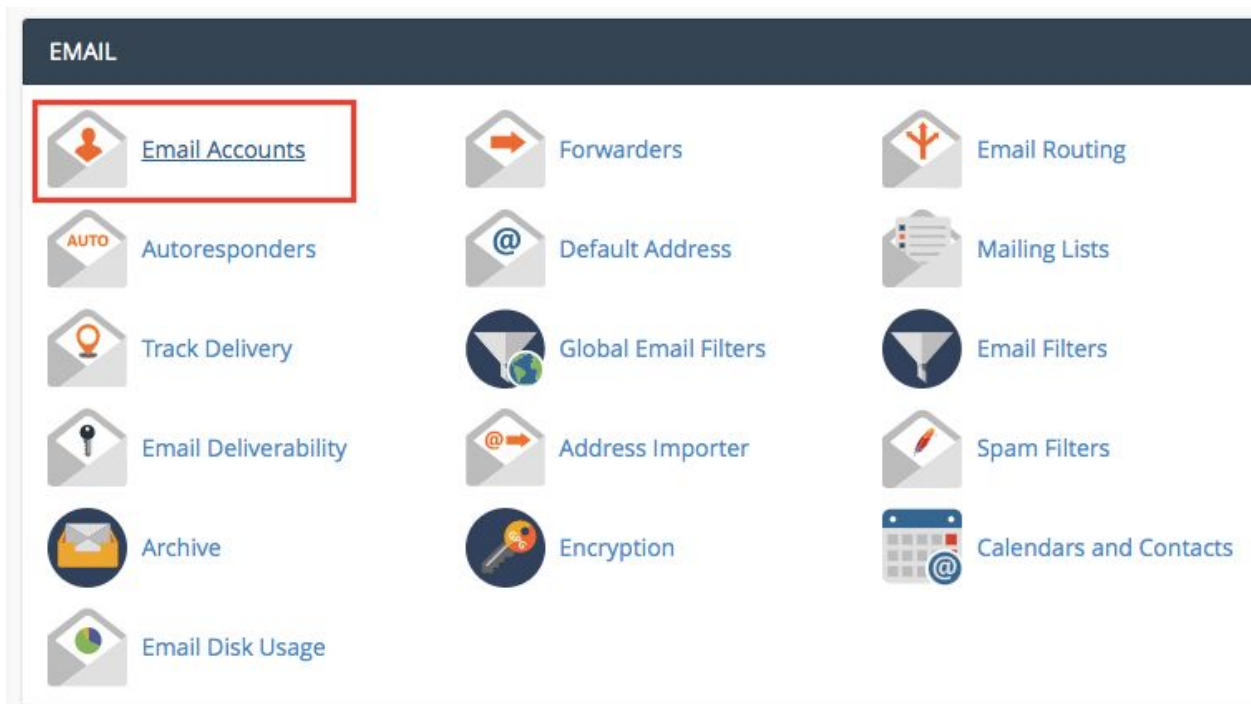 EMAIL
Email Accounts
Forwarders
Email Routing
AUTO
Autoresponders
@
Default Address
Mailing Lists
Track Delivery
Global Email Filters
Email Filters
Email Deliverability
@
Address Importer
Spam Filters
Archive
GPG
Encryption
@
Calendars and Contacts
Email Disk Usage